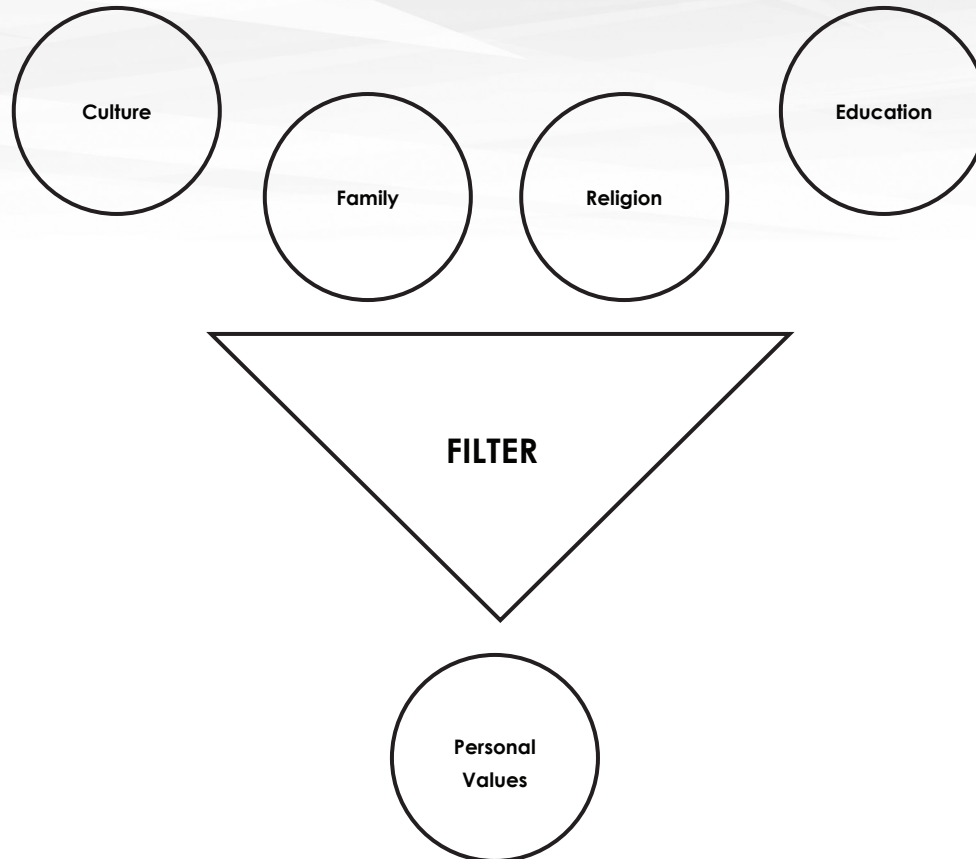 Culture
Education
Family
Religion
FILTER
Personal
Values